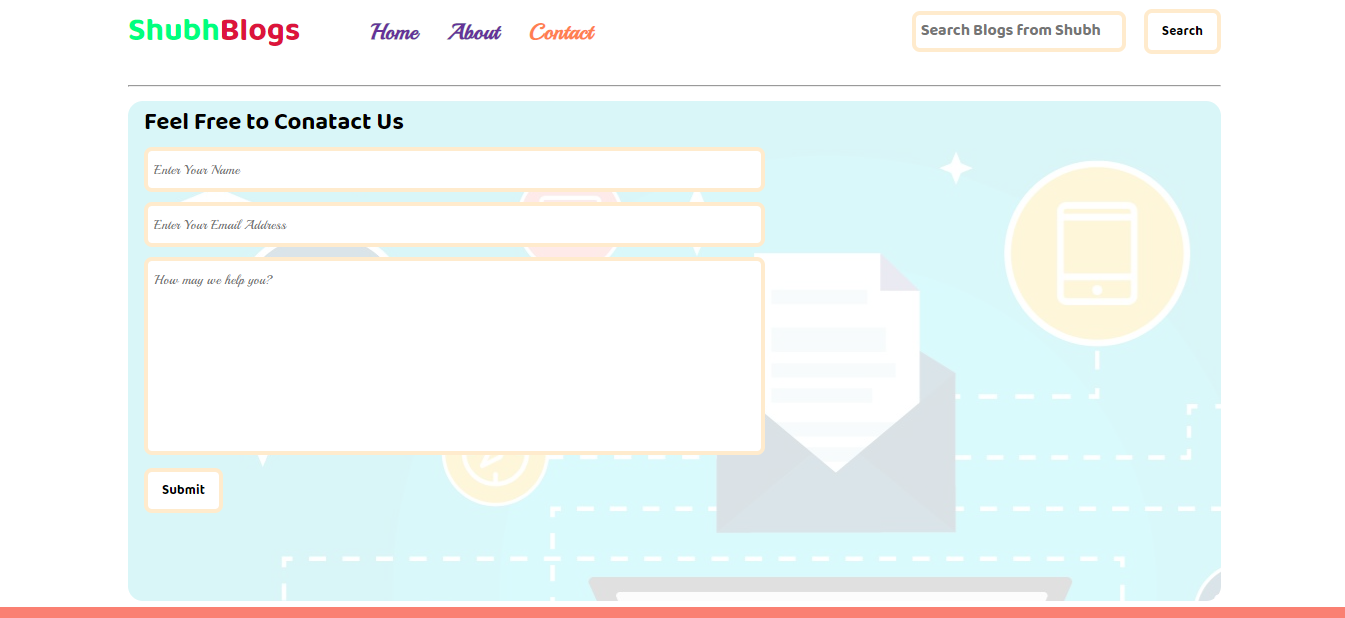 ShubhBlogs Home About Contact Search Blogs from Shubh Search
Feel Free to Conatact Us
Enter Your Name
Enter Your Email Address
How may we help you?
Submit